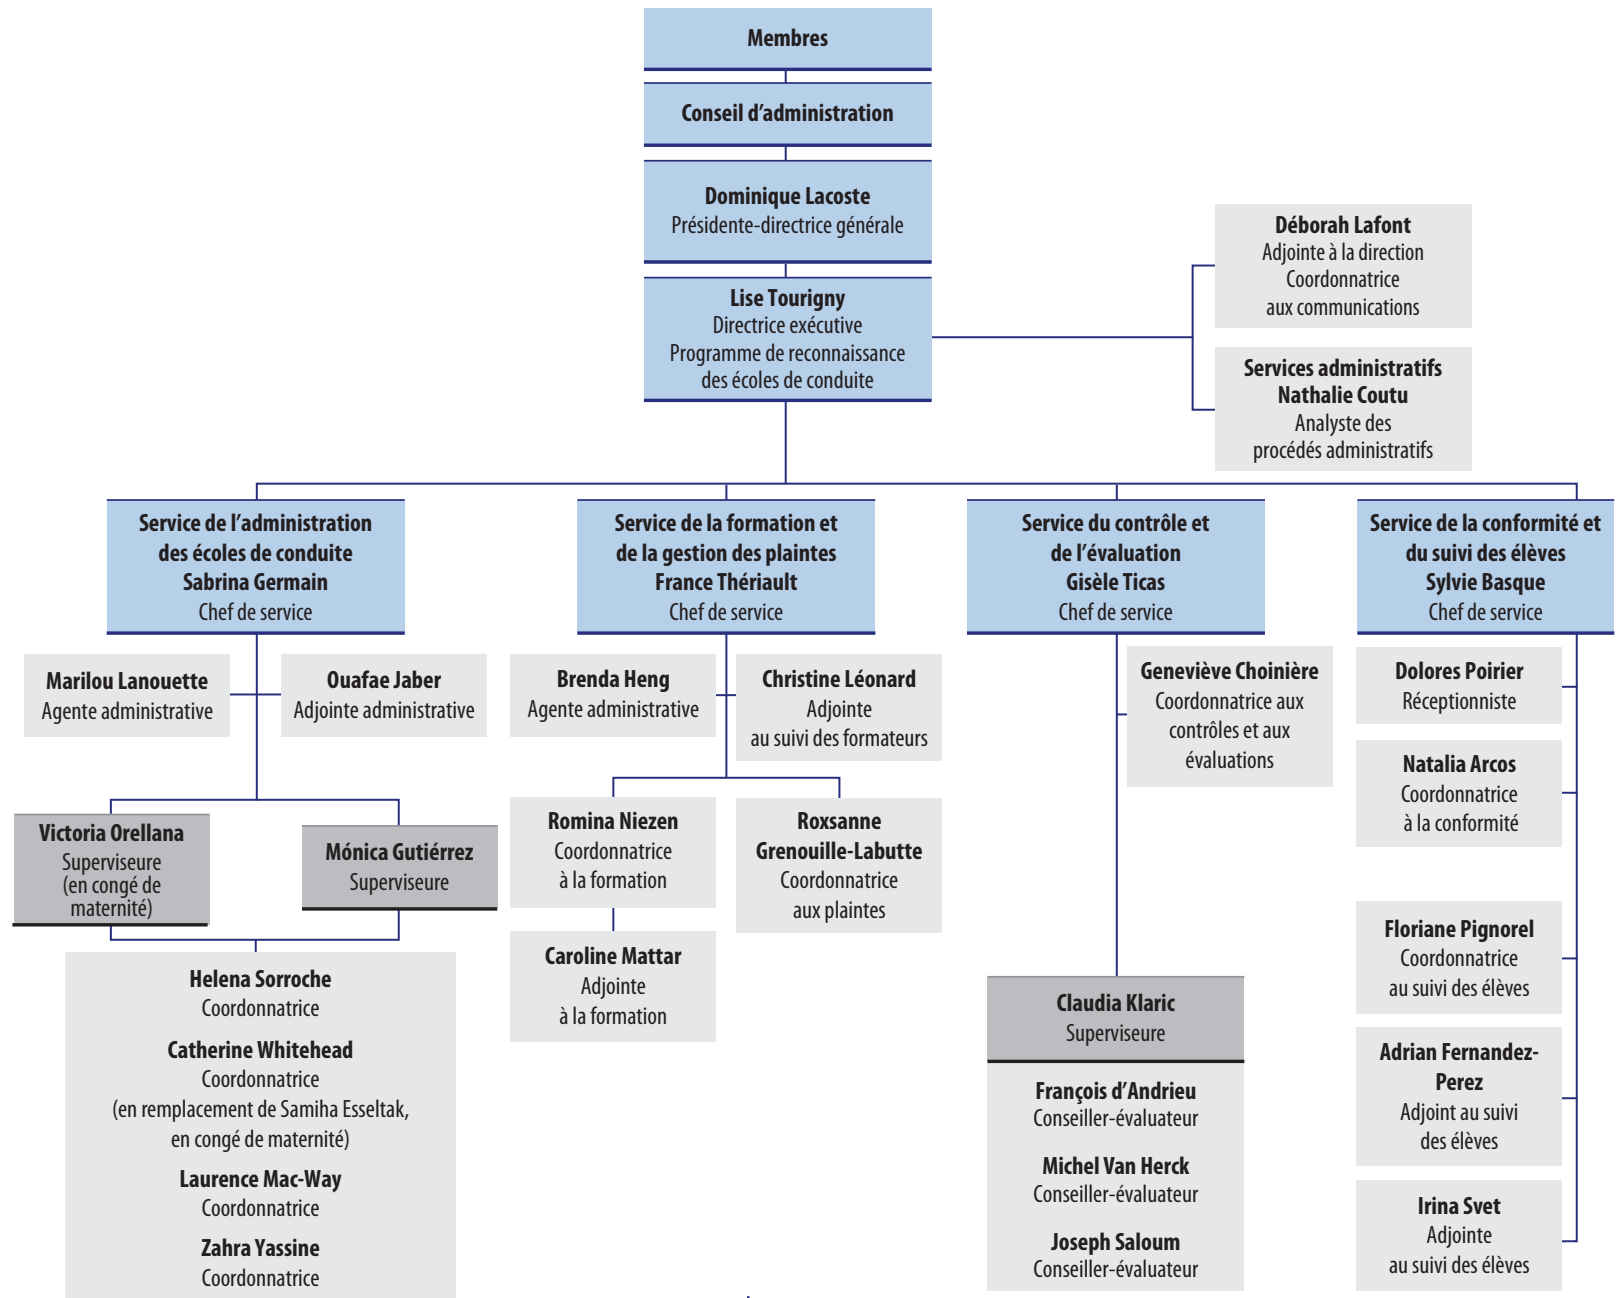 Membres
Conseil d'administration
Dominique Lacoste
Présidente-directrice générale
Lise Tourigny
Directrice exécutive
Programme de reconnaissance
des écoles de conduite
Déborah Lafont
Adjointe à la direction
Coordonnatrice
aux communications
Services administratifs
Nathalie Coutu
Analyste des
procédés administratifs
Service de l'administration
des écoles de conduite
Sabrina Germain
Chef de service
Marilou Lanouette
Agente administrative
Ouafae Jaber
Adjointe administrative
Victoria Orellana
Superviseure
(en congé de
maternité)
Mónica Gutiérrez
Superviseure
Helena Sorroche
Coordonnatrice
Catherine Whitehead
Coordonnatrice
(en remplacement de Samiha Esseltak,
en congé de maternité)
Laurence Mac-Way
Coordonnatrice
Zahra Yassine
Coordonnatrice
Service de la formation et
de la gestion des plaintes
France Thériault
Chef de service
Brenda Heng
Agente administrative
Christine Léonard
Adjointe
au suivi des formateurs
Romina Niezen
Coordonnatrice
à la formation
Roxsanne
Grenouille-Labutte
Coordonnatrice
aux plaintes
Caroline Mattar
Adjointe
à la formation
Service du contrôle et
de l'évaluation
Gisèle Ticas
Chef de service
Geneviève Choinière
Coordonnatrice aux
contrôles et aux
évaluations
Claudia Klaric
Superviseure
François d'Andrieu
Conseiller-évaluateur
Michel Van Herck
Conseiller-évaluateur
Joseph Saloum
Conseiller-évaluateur
Service de la conformité et
du suivi des élèves
Sylvie Basque
Chef de service
Dolores Poirier
Réceptionniste
Natalia Arcos
Coordonnatrice
à la conformité
Floriane Pignorel
Coordonnatrice
au suivi des élèves
Adrian Fernandez-
Perez
Adjoint au suivi
des élèves
Irina Svet
Adjointe
au suivi des élèves